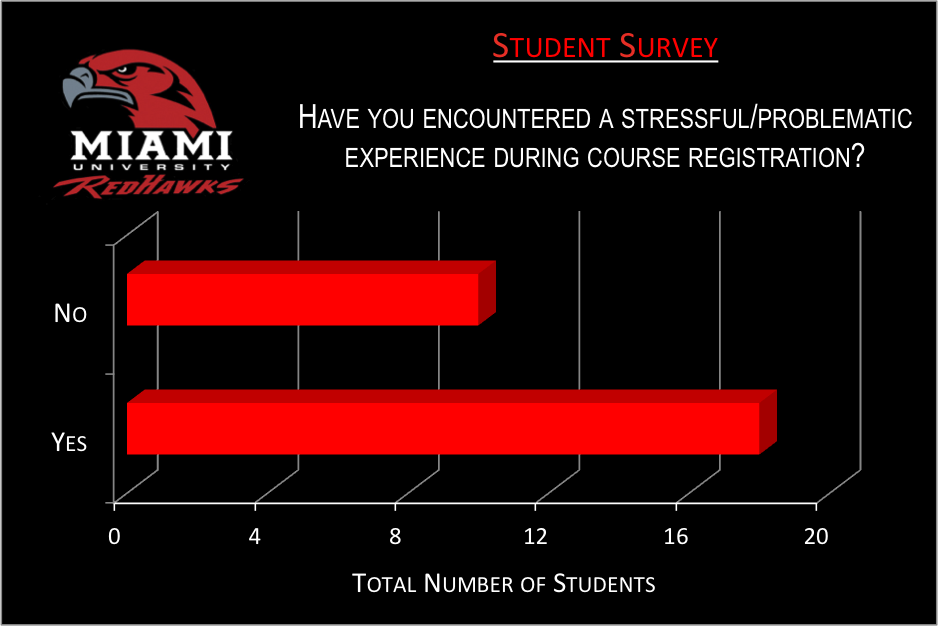 STUDENT SURVEY
HAVE YOU ENCOUNTERED A STRESSFUL/PROBLEMATIC
EXPERIENCE DURING COURSE REGISTRATION?
MIAMI
UNIVERSITY
REDHAWKS
NO
YES
0 4 8 12 16 20
TOTAL NUMBER OF STUDENTS